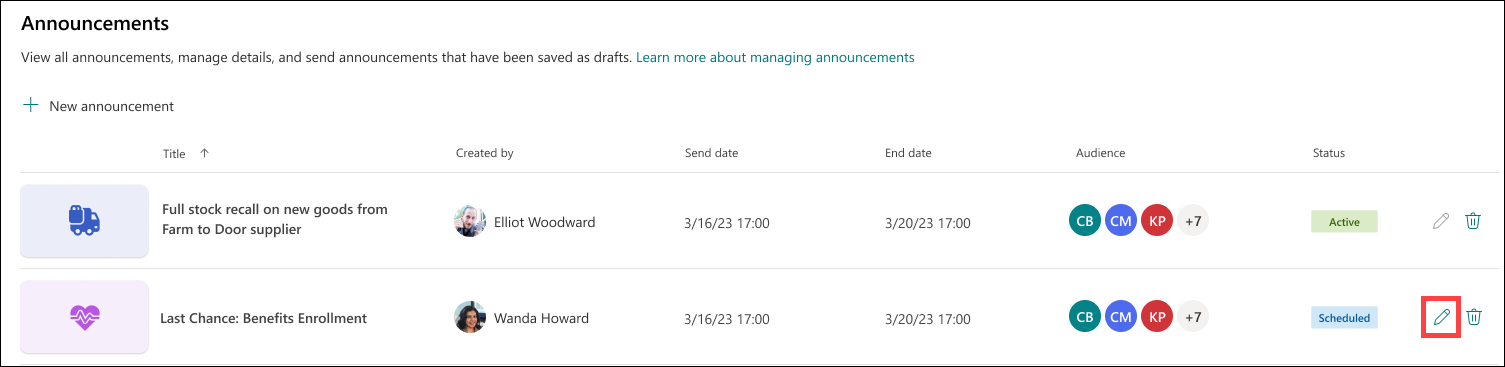 Announcements
View all announcements, manage details, and send announcements that have been saved as drafts. Learn more about managing announcements
New announcement
Title Created by Send date End date Audience Status
Full stock recall on new goods from
Farm to Door supplier
Elliot Woodward 3/16/23 17:00 3/20/23 17:00 CB CM KP +7 Active
Last Chance: Benefits Enrollment Wanda Howard 3/16/23 17:00 3/20/23 17:00 CB CM KP +7 Scheduled